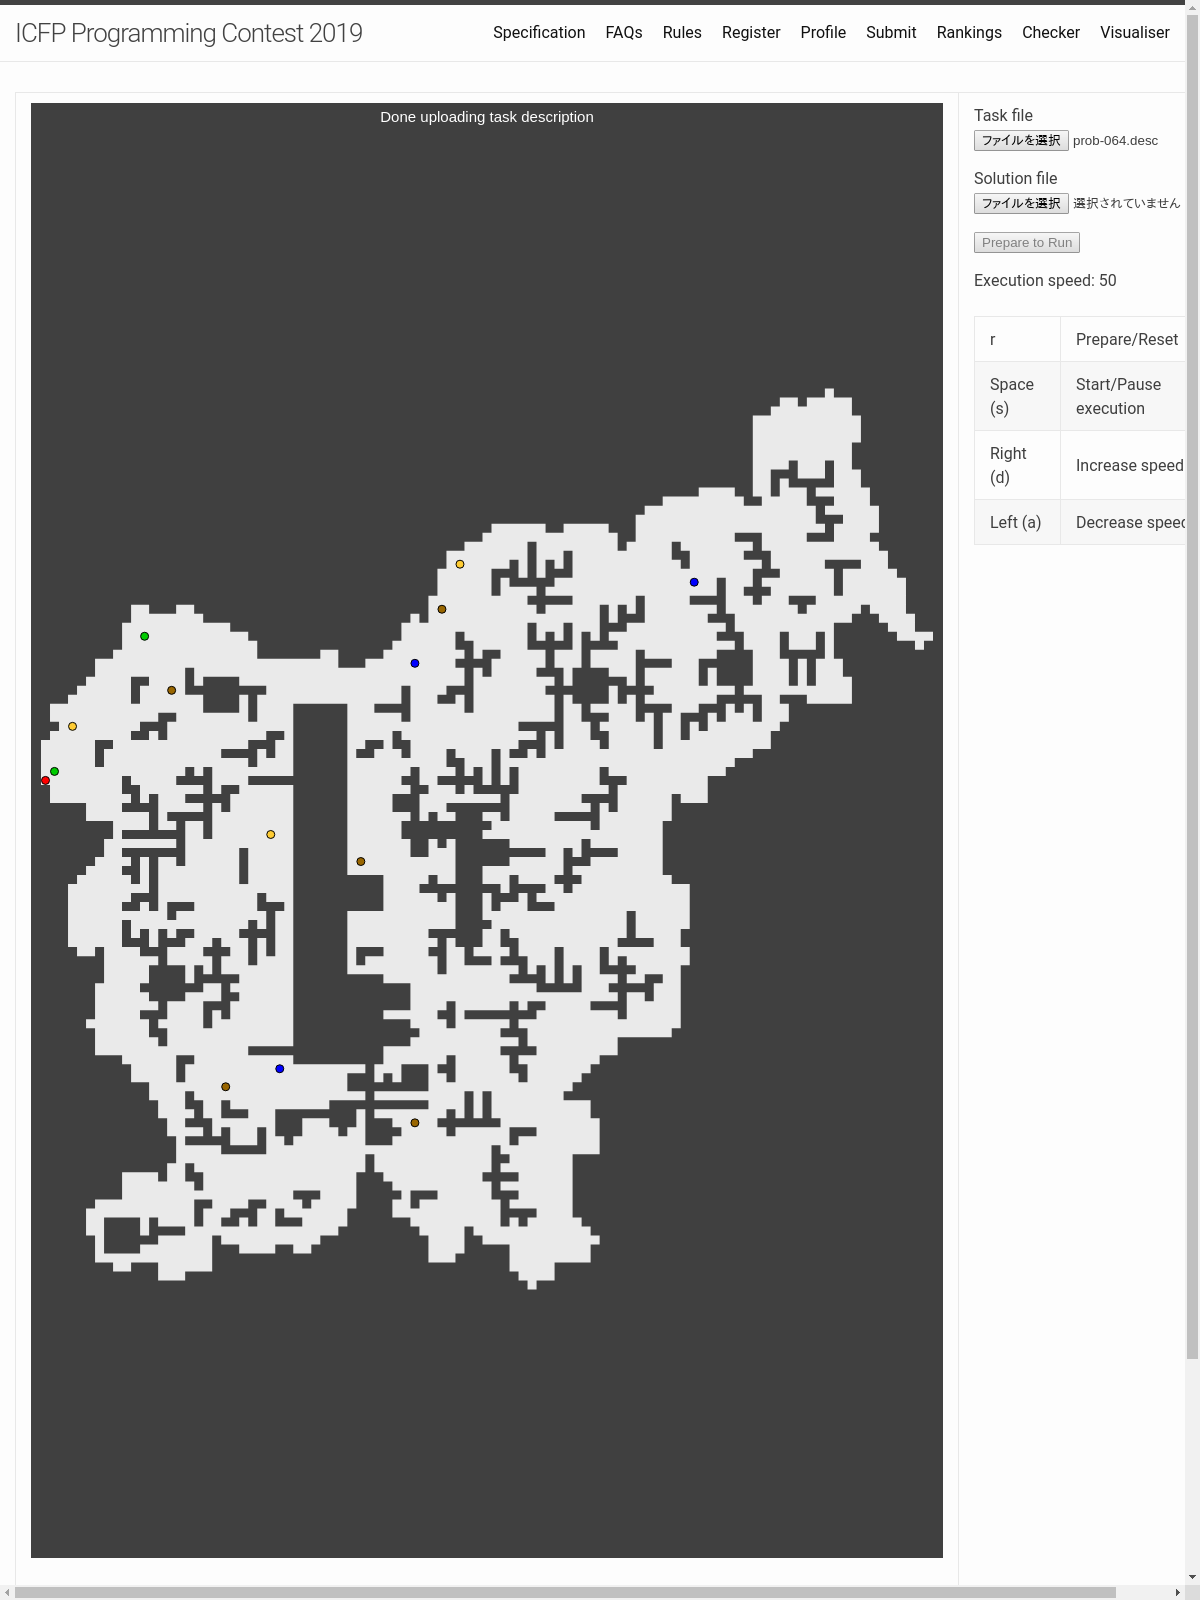 ICFP Programming Contest 2019
Specification FAQs Rules Register Profile Submit Rankings Checker Visualiser
Done uploading task description
Task file
ファイルを選択 prob-064.desc
Solution file
ファイルを選択 選択されていません
Prepare to Run
Execution speed: 50
r Prepare/Reset
Space (s) Start/Pause execution
Right (d) Increase speed
Left (a) Decrease speed